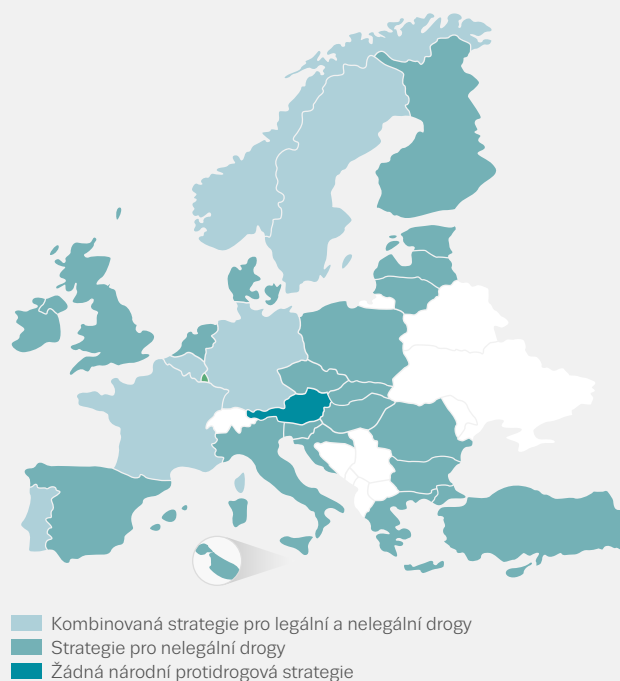 Kombinovaná strategie pro legální a nelegální drogy
Strategie pro nelegální drogy
Žádná národní protidrogová strategie